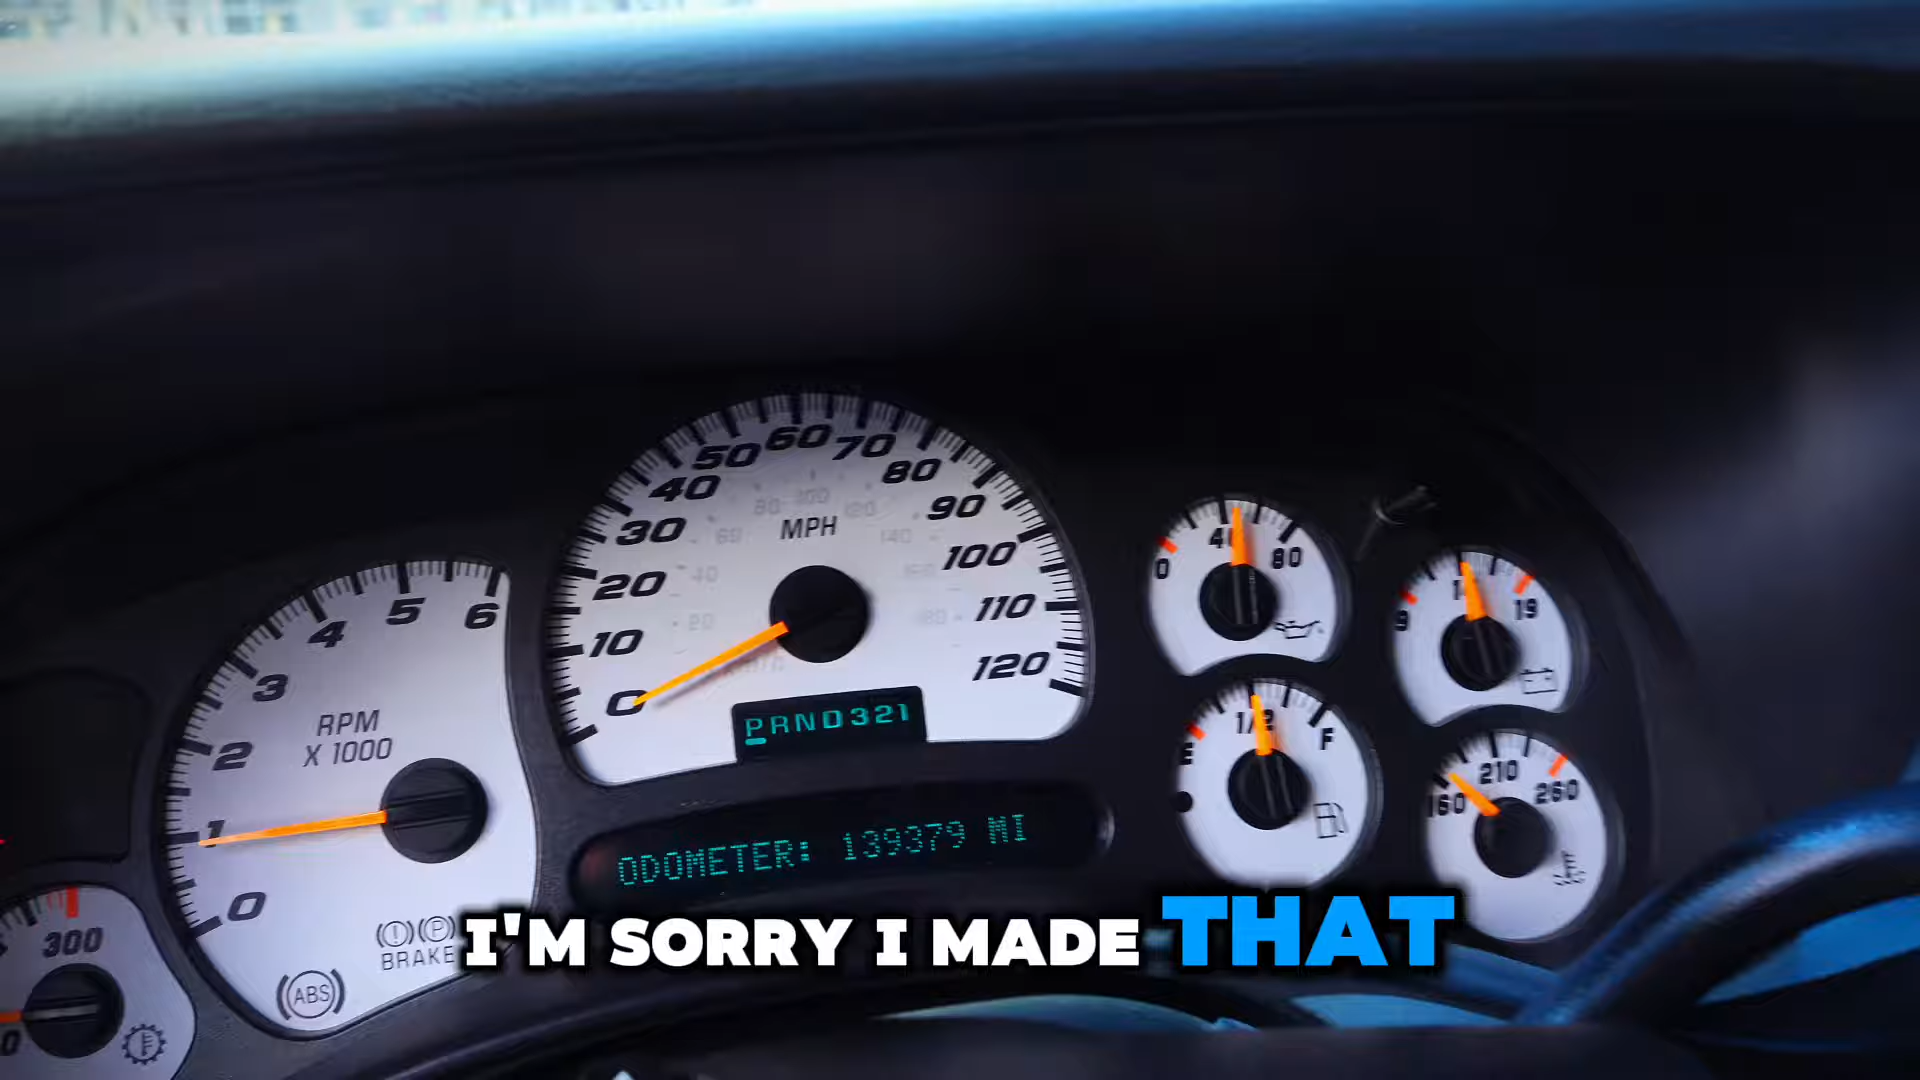 50 60 70
40 80
30 90
20 MPH 100
10 110
0 120
PRND321
0 40 80
19
E 1/2 F
160 210 260
6
5
4
3
2
1
0
RPM
X 1000
BRAKE
ABS
300
ODOMETER: 139379 MI
I'M SORRY I MADE THAT